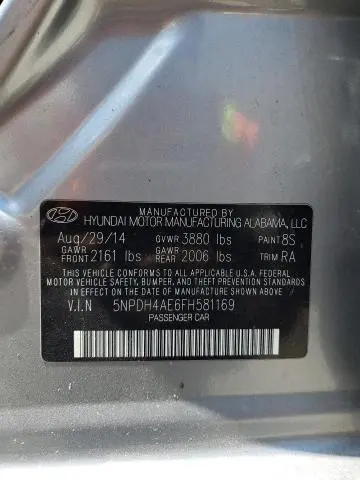 MANUFACTURED BY
HYUNDAI MOTOR MANUFACTURING ALABAMA, LLC
Aug/29/14 GVWR 3880 lbs PAINT 8S
GAWR FRONT 2161 lbs GAWR REAR 2006 lbs TRIM RA
THIS VEHICLE CONFORMS TO ALL APPLICABLE U.S. FEDERAL
MOTOR VEHICLE SAFETY, BUMPER, AND THEFT PREVENTION
STANDARDS IN EFFECT ON THE DATE OF MANUFACTURE SHOWN ABOVE.
V.I.N 5NPDH4AE6FH581169
PASSENGER CAR